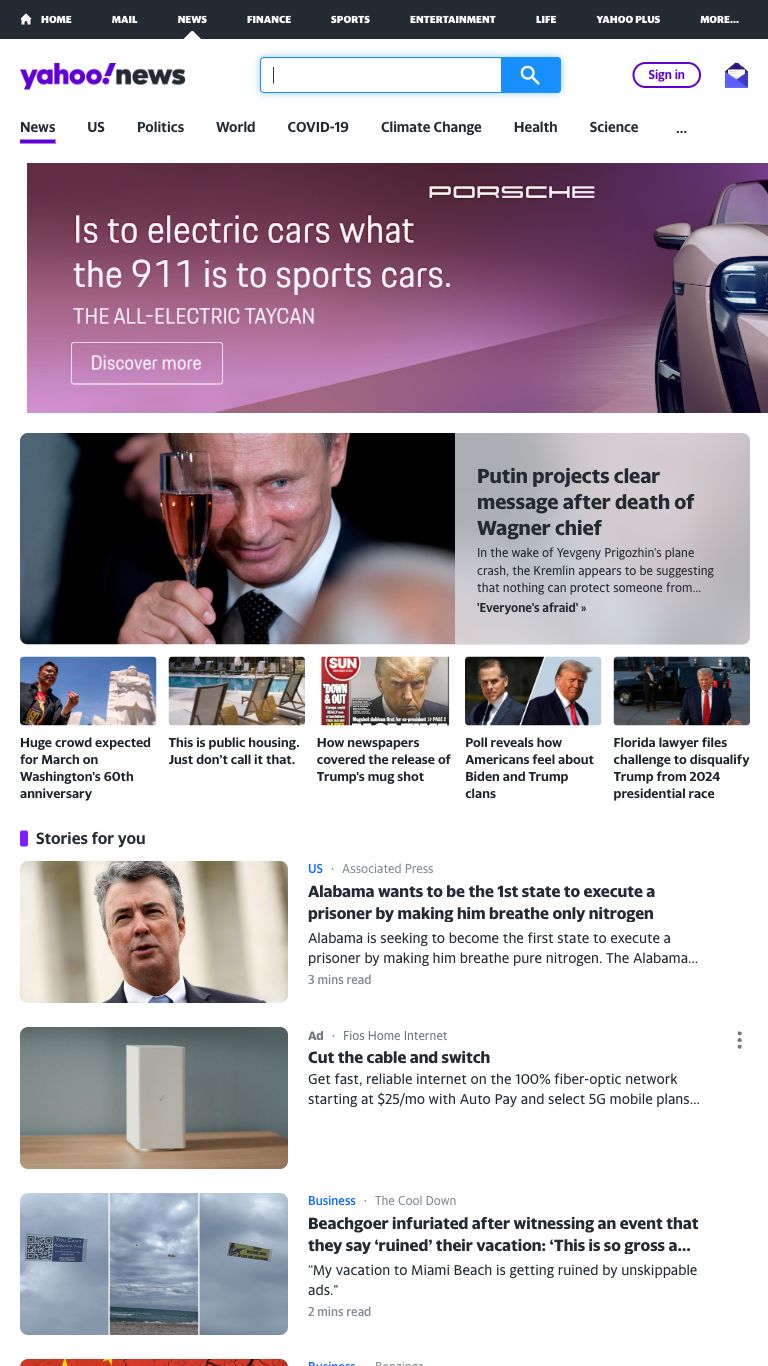 HOME MAIL NEWS FINANCE SPORTS ENTERTAINMENT LIFE YAHOO PLUS MORE...
yahoo!news
Sign in
News US Politics World COVID-19 Climate Change Health Science ...
PORSCHE
Is to electric cars what
the 911 is to sports cars.
THE ALL-ELECTRIC TAYCAN
Discover more
Putin projects clear
message after death of
Wagner chief
In the wake of Yevgeny Prigozhin's plane
crash, the Kremlin appears to be suggesting
that nothing can protect someone from...
'Everyone's afraid' »
SUN
'DOWN
& OUT
Huge crowd expected
for March on
Washington's 60th
anniversary
This is public housing.
Just don't call it that.
How newspapers
covered the release of
Trump's mug shot
Poll reveals how
Americans feel about
Biden and Trump
clans
Florida lawyer files
challenge to disqualify
Trump from 2024
presidential race
Stories for you
US · Associated Press
Alabama wants to be the 1st state to execute a
prisoner by making him breathe only nitrogen
Alabama is seeking to become the first state to execute a
prisoner by making him breathe pure nitrogen. The Alabama...
3 mins read
Ad · Fios Home Internet
Cut the cable and switch
Get fast, reliable internet on the 100% fiber-optic network
starting at $25/mo with Auto Pay and select 5G mobile plans...
Business · The Cool Down
Beachgoer infuriated after witnessing an event that
they say ‘ruined’ their vacation: ‘This is so gross a...
"My vacation to Miami Beach is getting ruined by unskippable
ads."
2 mins read
Business · Benzinga